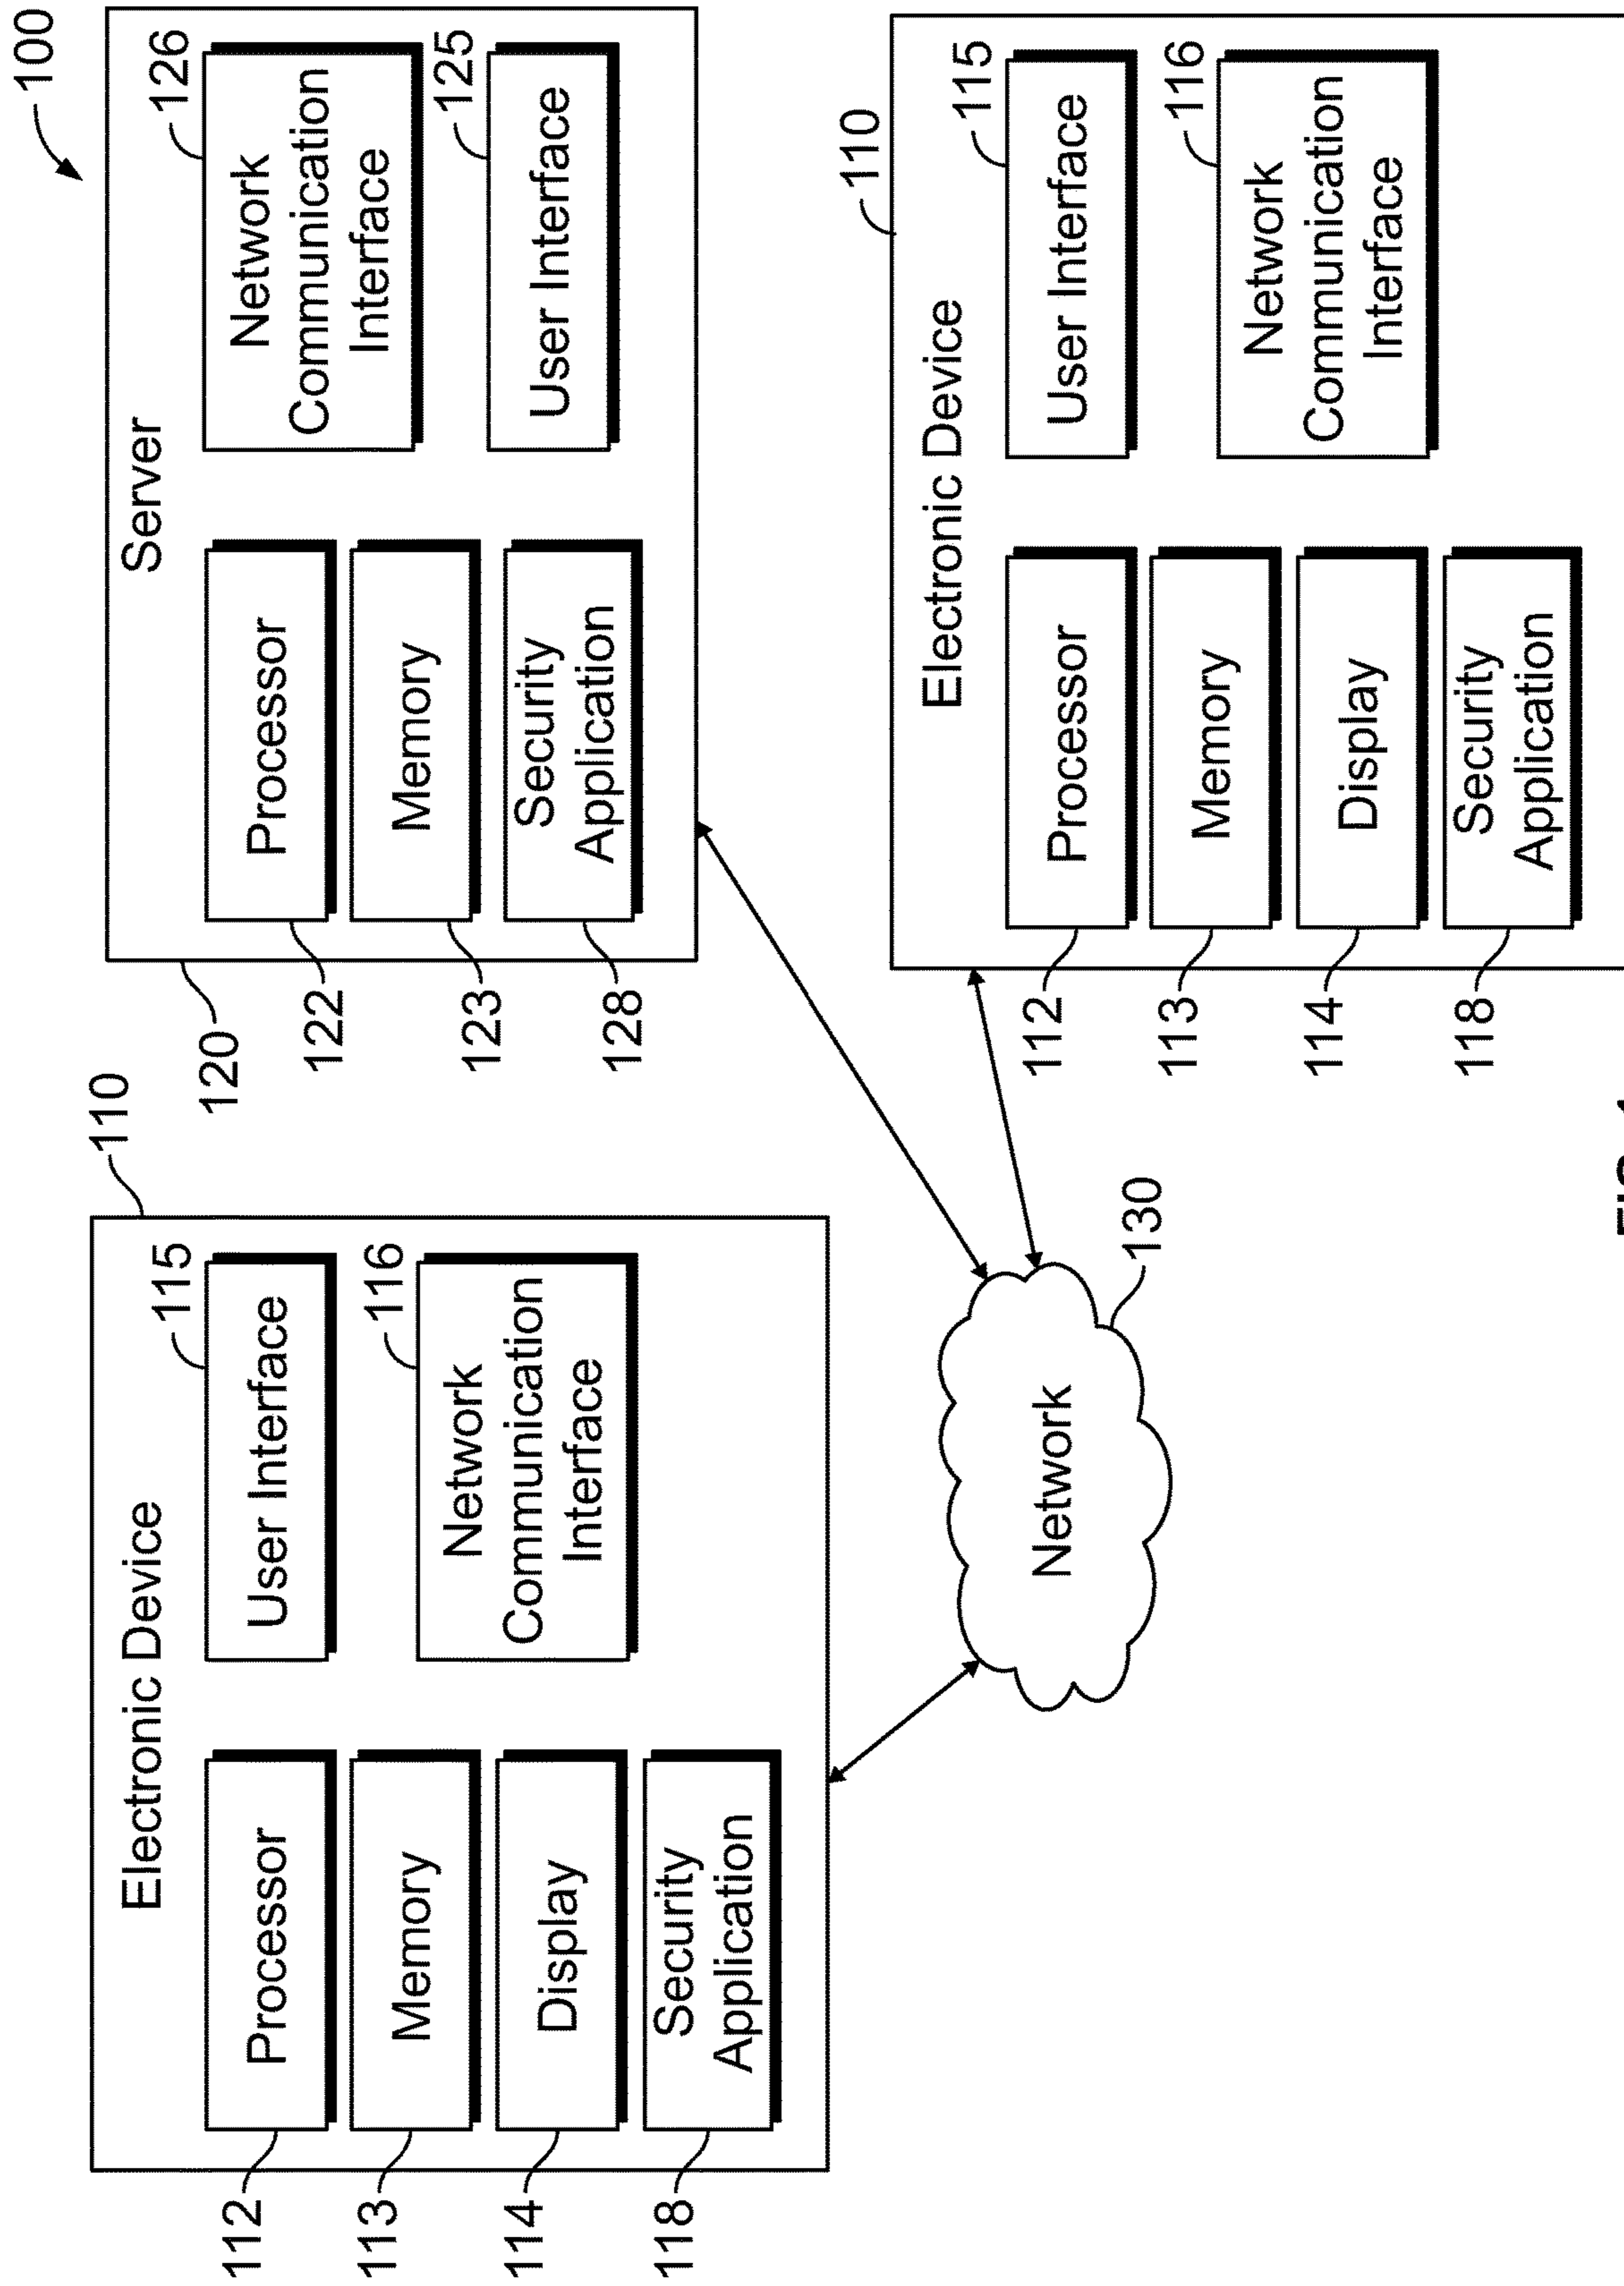 100
Electronic Device
110
112
Processor
User Interface
115
113
Memory
Network
Communication
Interface
116
114
Display
118
Security
Application
Server
120
122
Processor
Network
Communication
Interface
126
123
Memory
128
Security
Application
User Interface
125
Network
130
Electronic Device
110
112
Processor
User Interface
115
113
Memory
Network
Communication
Interface
116
114
Display
118
Security
Application